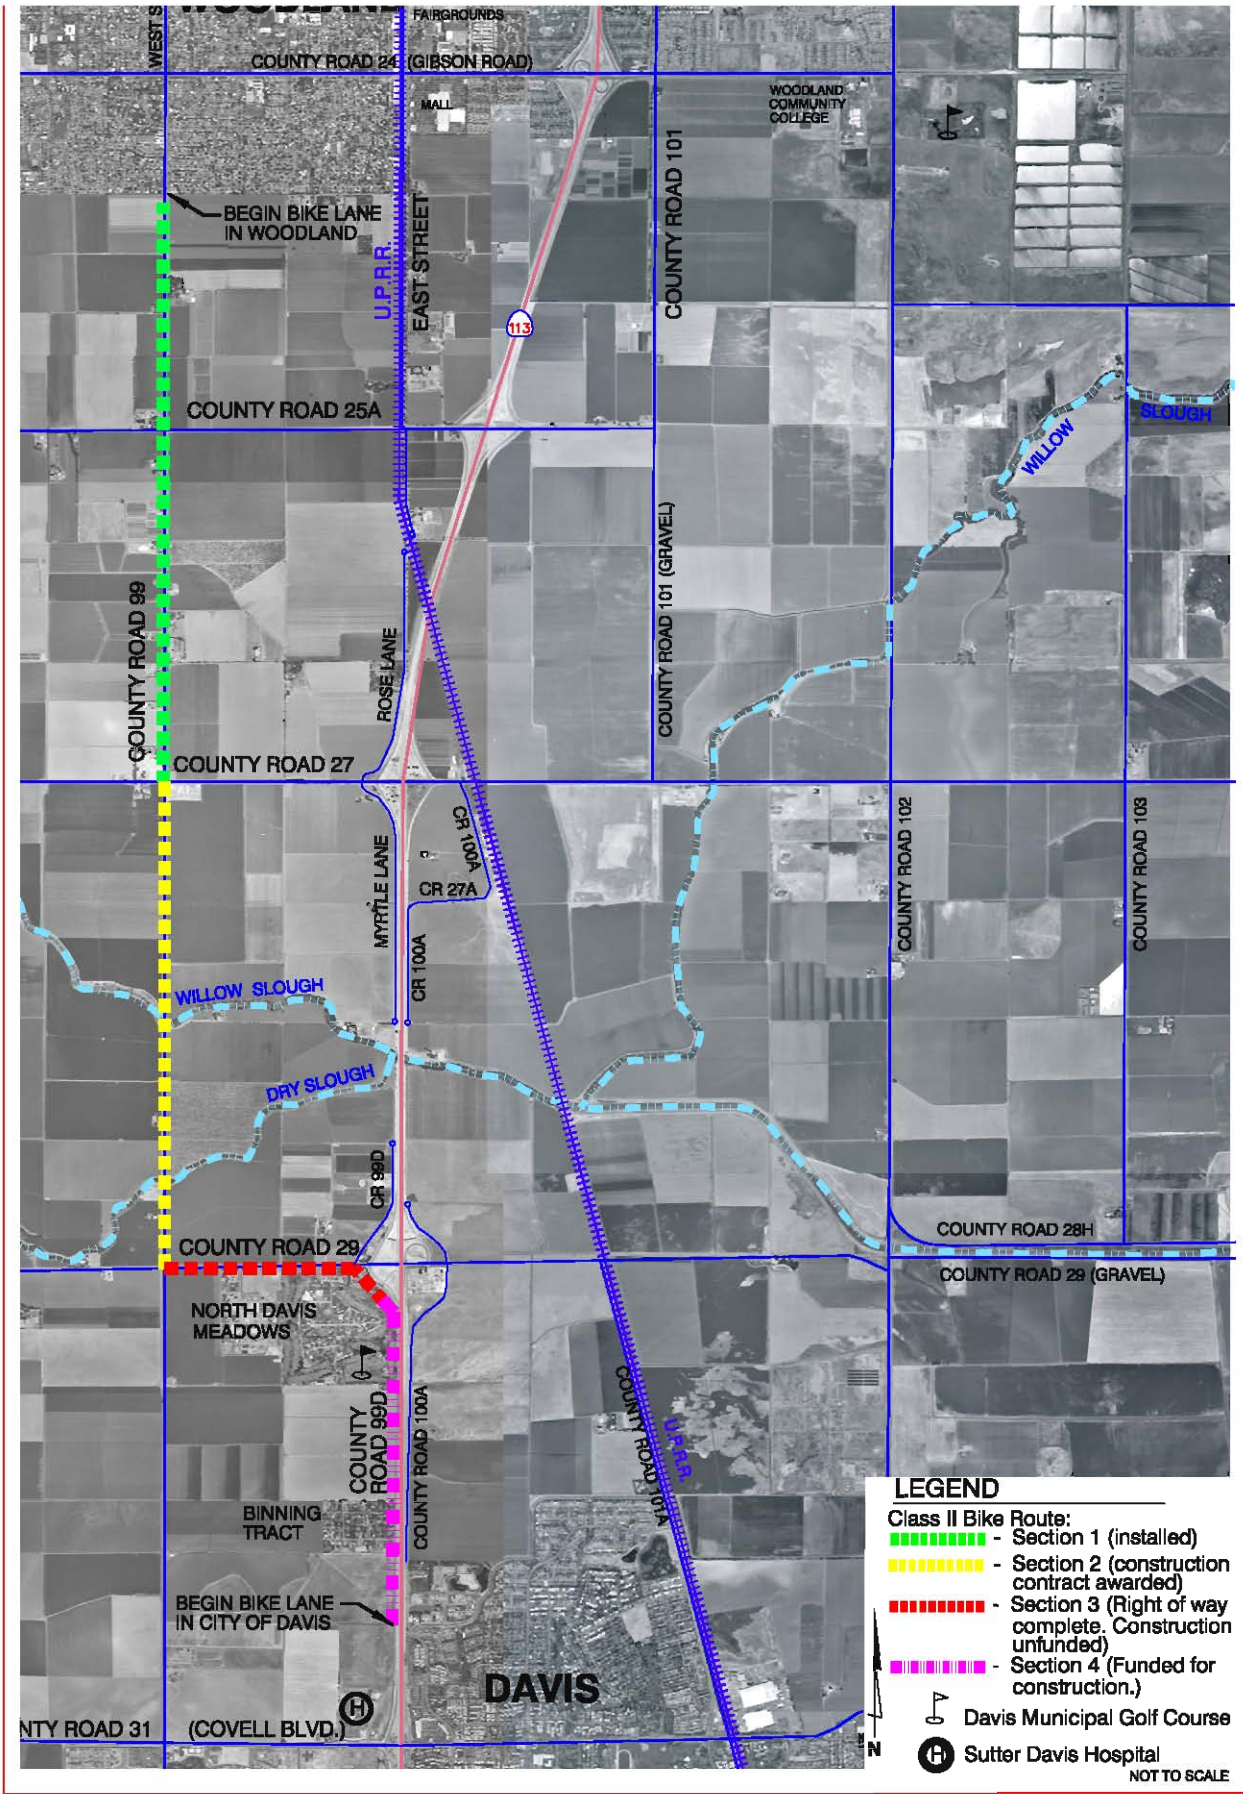 WOODLAND
FAIRGROUNDS
WEST S
COUNTY ROAD 24 (GIBSON ROAD)
MALL
WOODLAND
COMMUNITY
COLLEGE
COUNTY ROAD 101
BEGIN BIKE LANE
IN WOODLAND
U.P.R.R.
EAST STREET
113
COUNTY ROAD 25A
SLOUGH
WILLOW
COUNTY ROAD 101 (GRAVEL)
COUNTY ROAD 99
ROSE LANE
COUNTY ROAD 27
CR 100A
MYRTLE LANE
CR 27A
CR 100A
COUNTY ROAD 102
COUNTY ROAD 103
WILLOW SLOUGH
DRY SLOUGH
CR 99D
COUNTY ROAD 28H
COUNTY ROAD 29
COUNTY ROAD 29 (GRAVEL)
NORTH DAVIS
MEADOWS
COUNTY
ROAD 99D
COUNTY ROAD 100A
COUNTY ROAD 101A
U.P.R.R.
BINNING
TRACT
BEGIN BIKE LANE
IN CITY OF DAVIS
DAVIS
H
NTY ROAD 31 (COVELL BLVD.)
LEGEND
Class II Bike Route:
- Section 1 (installed)
- Section 2 (construction
contract awarded)
- Section 3 (Right of way
complete. Construction
unfunded)
- Section 4 (Funded for
construction.)
Davis Municipal Golf Course
H Sutter Davis Hospital
N
NOT TO SCALE